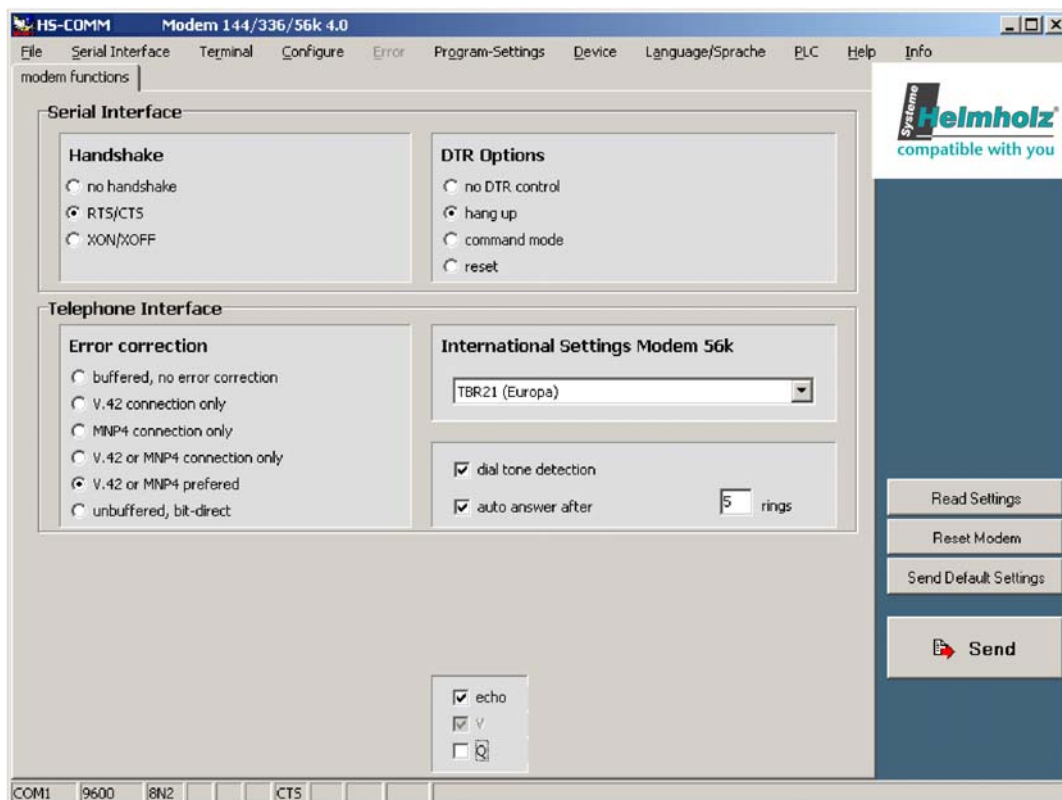 HS-COMM Modem 144/336/56k 4.0
File Serial Interface Terminal Configure Error Program-Settings Device Language/Sprache PLC Help Info
modem functions
Systeme
Helmholz®
compatible with you
Serial Interface
Handshake
no handshake
RTS/CTS
XON/XOFF
DTR Options
no DTR control
hang up
command mode
reset
Telephone Interface
Error correction
buffered, no error correction
V.42 connection only
MNP4 connection only
V.42 or MNP4 connection only
V.42 or MNP4 prefered
unbuffered, bit-direct
International Settings Modem 56k
TBR21 (Europa)
dial tone detection
auto answer after 5 rings
echo
V
Q
Read Settings
Reset Modem
Send Default Settings
Send
COM1 9600 8N2 CTS